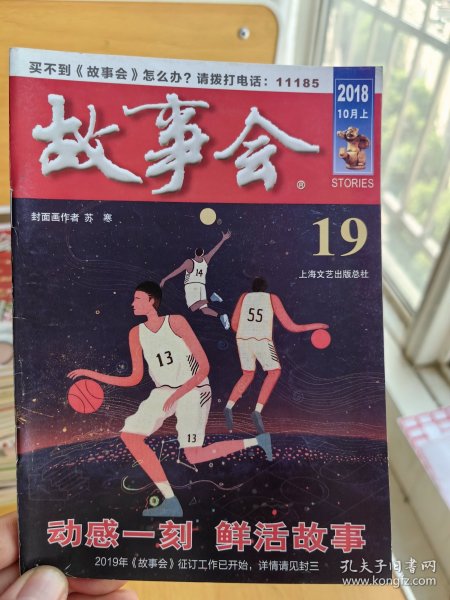 买不到《故事会》怎么办？请拨打电话：11185
2018
10月上
故事会
®
STORIES
封面画作者 苏 寒
19
上海文艺出版总社
14
55
13
13
动感一刻 鲜活故事
2019年《故事会》征订工作已开始，详情请见封三
孔夫子旧书网
www.kongfz.com